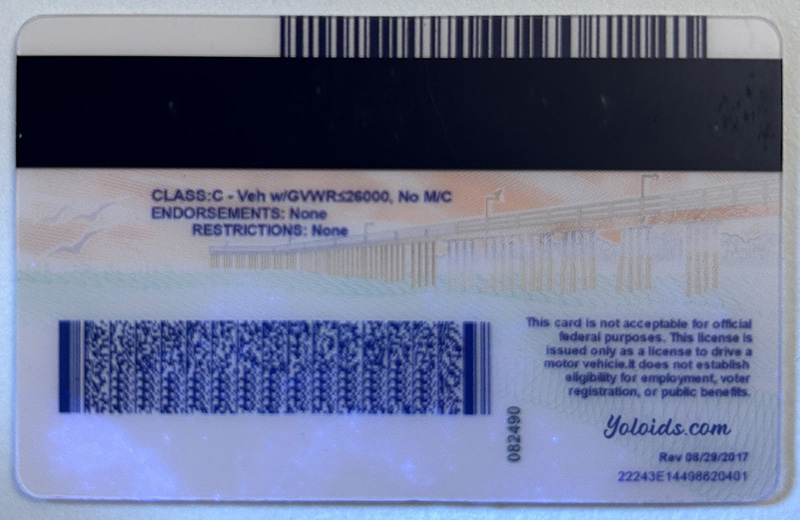 CLASS:C - Veh w/GVWR≤26000, No M/C
ENDORSEMENTS: None
RESTRICTIONS: None
This card is not acceptable for official
federal purposes. This license is
issued only as a license to drive a
motor vehicle.It does not establish
eligibility for employment, voter
registration, or public benefits.
082490
Yoloids.com
Rev 08/29/2017
22243E14498620401